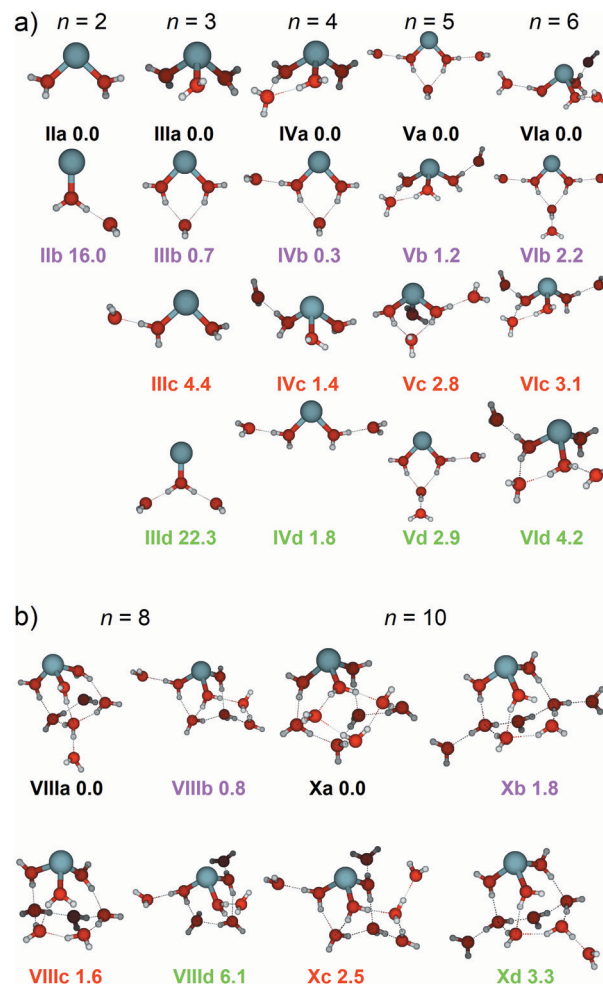 a) n = 2 n = 3 n = 4 n = 5 n = 6
IIa 0.0 IIIa 0.0 IVa 0.0 Va 0.0 VIa 0.0
IIb 16.0 IIIb 0.7 IVb 0.3 Vb 1.2 VIb 2.2
IIIc 4.4 IVc 1.4 Vc 2.8 VIc 3.1
IIId 22.3 IVd 1.8 Vd 2.9 VId 4.2
b) n = 8 n = 10
VIIIa 0.0 VIIIb 0.8 Xa 0.0 Xb 1.8
VIIIc 1.6 VIIId 6.1 Xc 2.5 Xd 3.3